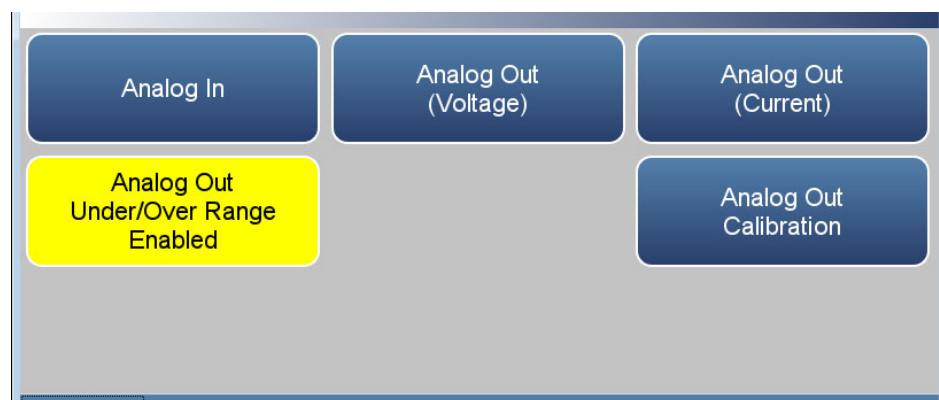 Analog In
Analog Out
(Voltage)
Analog Out
(Current)
Analog Out
Under/Over Range
Enabled
Analog Out
Calibration